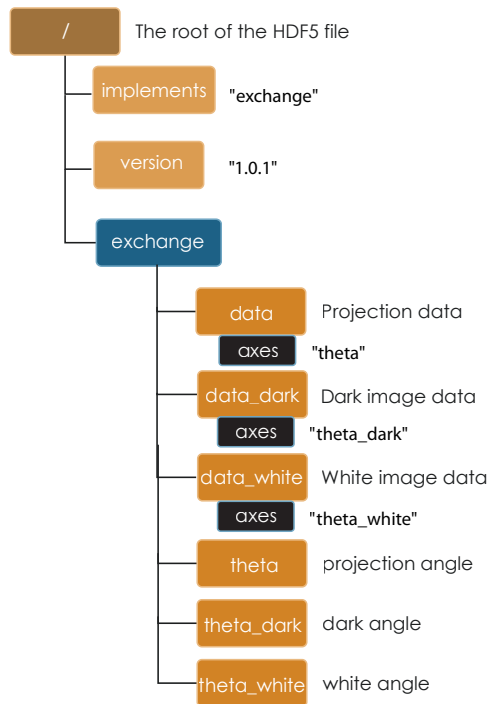 / The root of the HDF5 file
implements "exchange"
version "1.0.1"
exchange
data Projection data
axes "theta"
data_dark Dark image data
axes "theta_dark"
data_white White image data
axes "theta_white"
theta projection angle
theta_dark dark angle
theta_white white angle